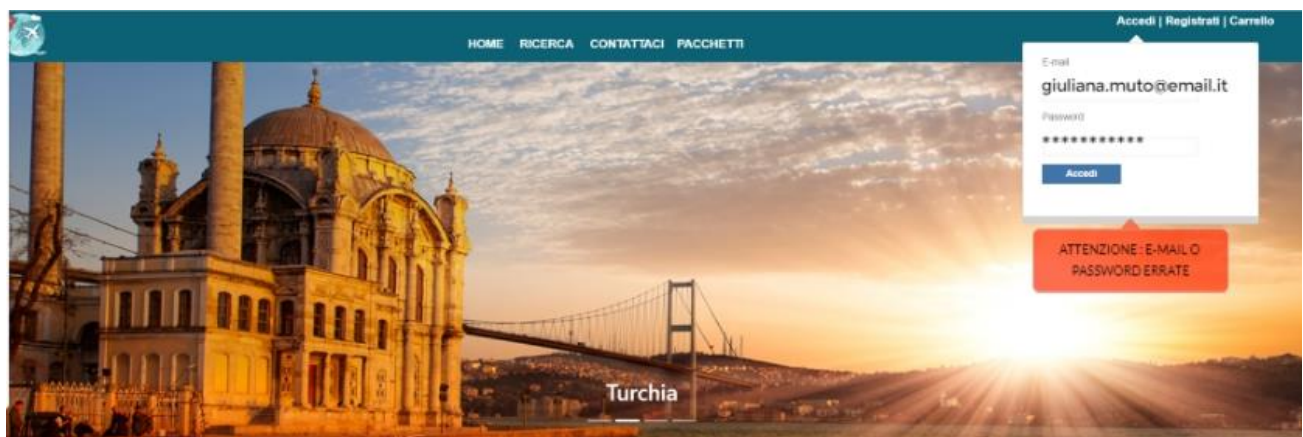 Accedi | Registrati | Carrello
HOME RICERCA CONTATTACI PACCHETTI
E-mail
giuliana.muto@email.it
Password
***********
Accedi
ATTENZIONE : E-MAIL O
PASSWORD ERRATE
Turchia